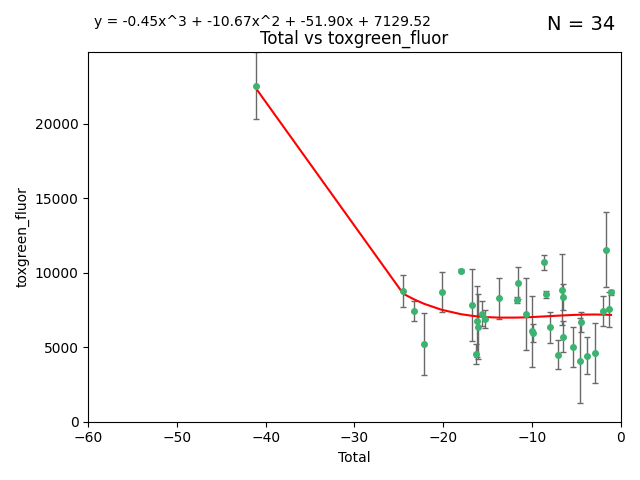 y = -0.45x^3 + -10.67x^2 + -51.90x + 7129.52
N = 34
Total vs toxgreen_fluor
toxgreen_fluor
20000
15000
10000
5000
0
−60
−50
−40
−30
−20
−10
0
Total